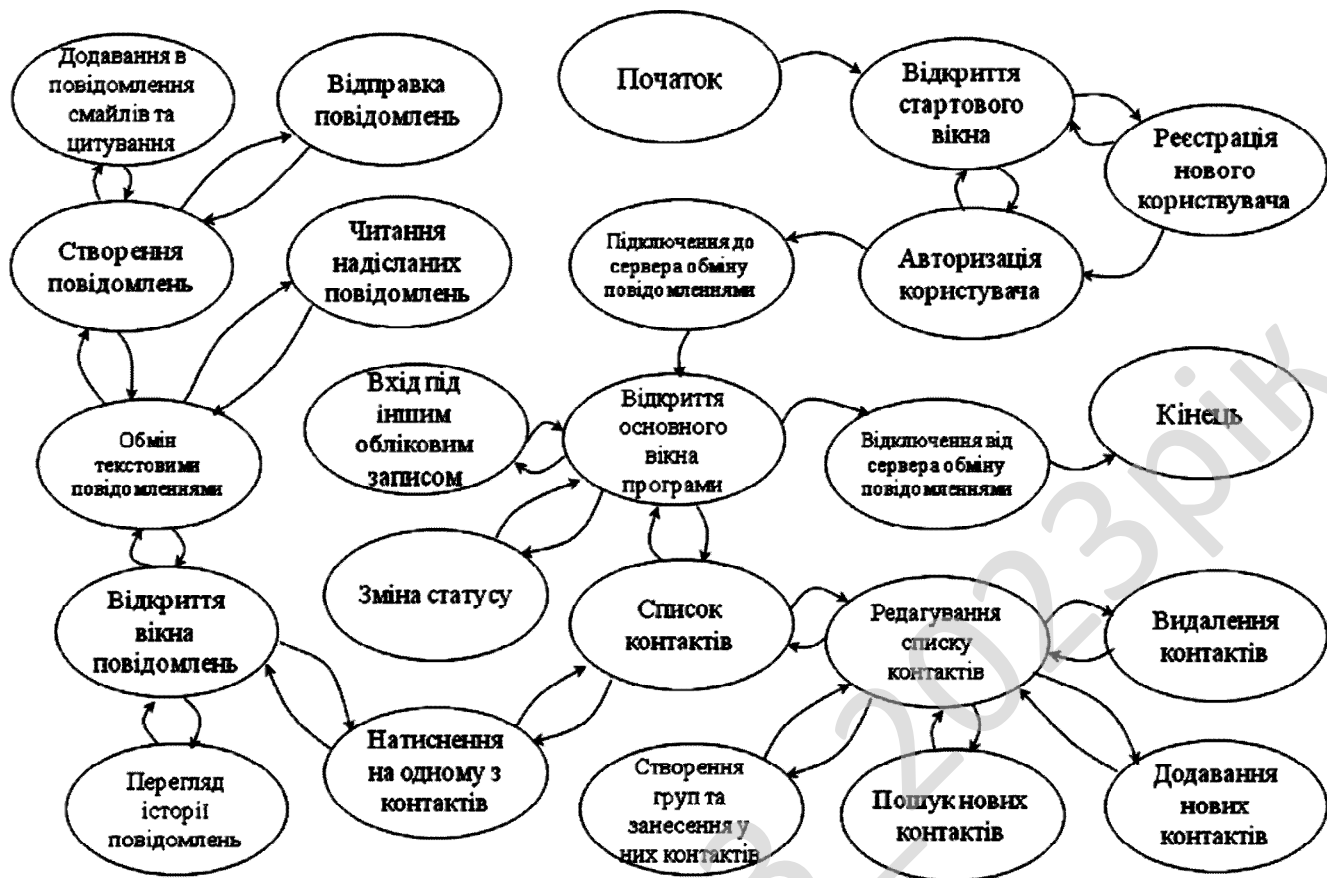 Додавання в
повідомлення
смайлів та
цитування
Відправка
повідомлень
Початок
Відкриття
стартового
вікна
Реєстрація
нового
користвувача
Створення
повідомлень
Читання
надісланих
повідомлень
Підключення до
сервера обміну
повідомленнями
Авторизація
користувача
Вхід під
іншим
обліковим
записом
Відкриття
основного
вікна
програми
Кінець
Обмін
текстовими
повідомленнями
Відключення від
сервера обміну
повідомленнями
Відкриття
вікна
повідомлень
Зміна статусу
Список
контактів
Редагування
списку
контактів
Видалення
контактів
Перегляд
історії
повідомлень
Натиснення
на одному з
контактів
Створення
груп та
занесення у
них контактів
Пошук нових
контактів
Додавання
нових
контактів
3_2023рік